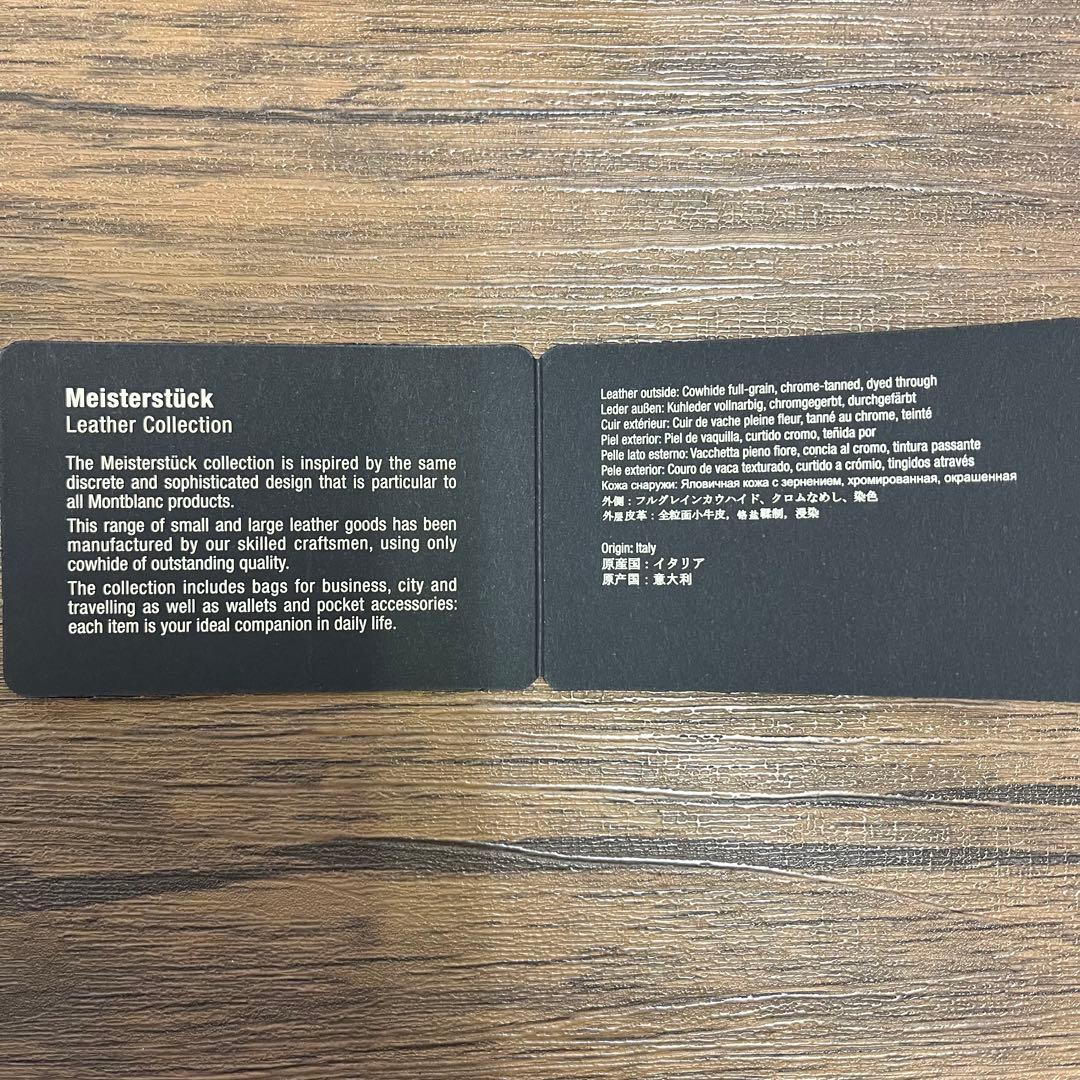 Meisterstück
Leather Collection
The Meisterstück collection is inspired by the same
discrete and sophisticated design that is particular to
all Montblanc products.
This range of small and large leather goods has been
manufactured by our skilled craftsmen, using only
cowhide of outstanding quality.
The collection includes bags for business, city and
travelling as well as wallets and pocket accessories:
each item is your ideal companion in daily life.
Leather outside: Cowhide full-grain, chrome-tanned, dyed through
Leder außen: Kuhleder vollnarbig, chromgegerbt, durchgefärbt
Cuir extérieur: Cuir de vache pleine fleur, tanné au chrome, teinté
Piel exterior: Piel de vaquilla, curtido cromo, teñida por
Pelle lato esterno: Vacchetta pieno fiore, concia al cromo, tintura passante
Pele exterior: Couro de vaca texturado, curtido a crómio, tingidos através
Кожа снаружи: Яловичная кожа с зернением, хромированная, окрашенная
外側：フルグレインカウハイド、クロムなめし、染色
外层皮革：全粒面小牛皮，铬盐鞣制，浸染
Origin: Italy
原産国：イタリア
原产国：意大利